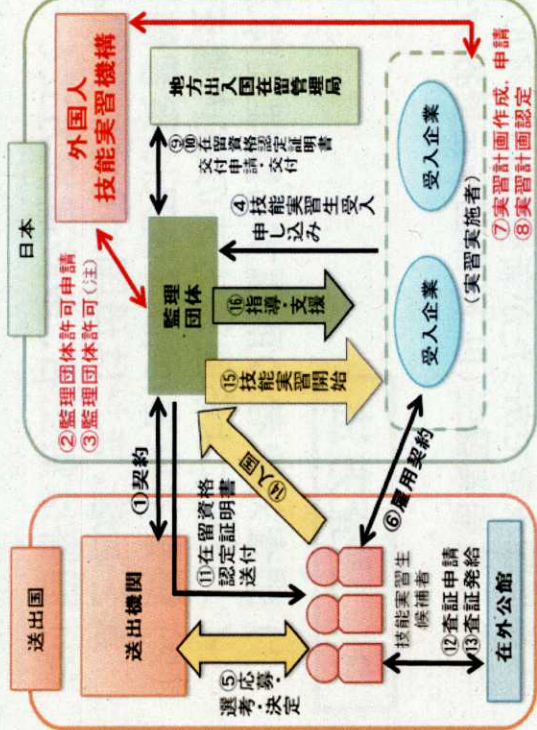 送出国
送出機関
⑤応募・
選考・決定
技能実習生
候補者
⑫査証申請
⑬査証発給
在外公館
①契約
⑪在留資格
認定証明書
送付
⑭入国
⑥雇用契約
日本
②監理団体許可申請
③監理団体許可(注)
外国人
技能実習機構
監理
団体
⑨⑩在留資格認定証明書
交付申請・交付
地方出入国在留管理局
④技能実習生受入
申し込み
⑮
技能実習開始
⑯
指導・支援
受入企業
受入企業
(実習実施者)
⑦実習計画作成,申請
⑧実習計画認定